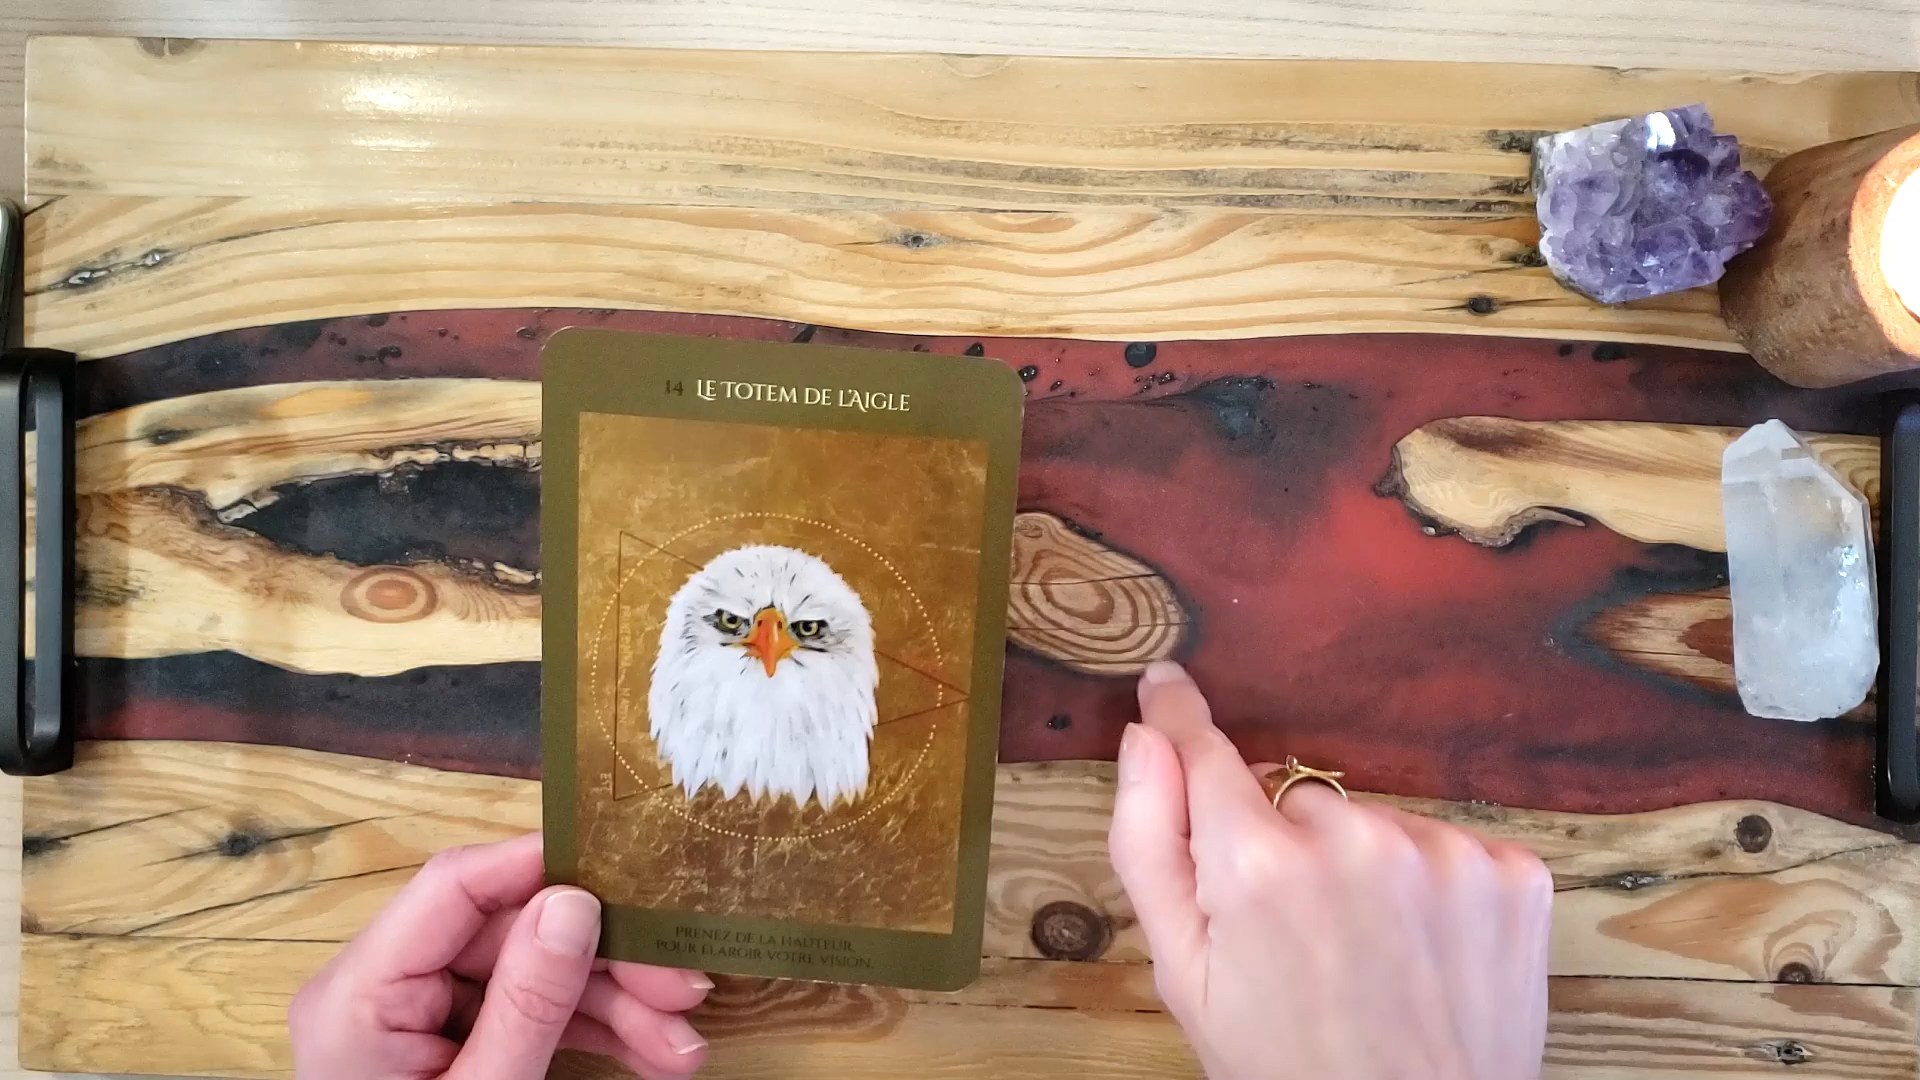 14 LE TOTEM DE L'AIGLE
PRENEZ DE LA HAUTEUR,
POUR ÉLARGIR VOTRE VISION.